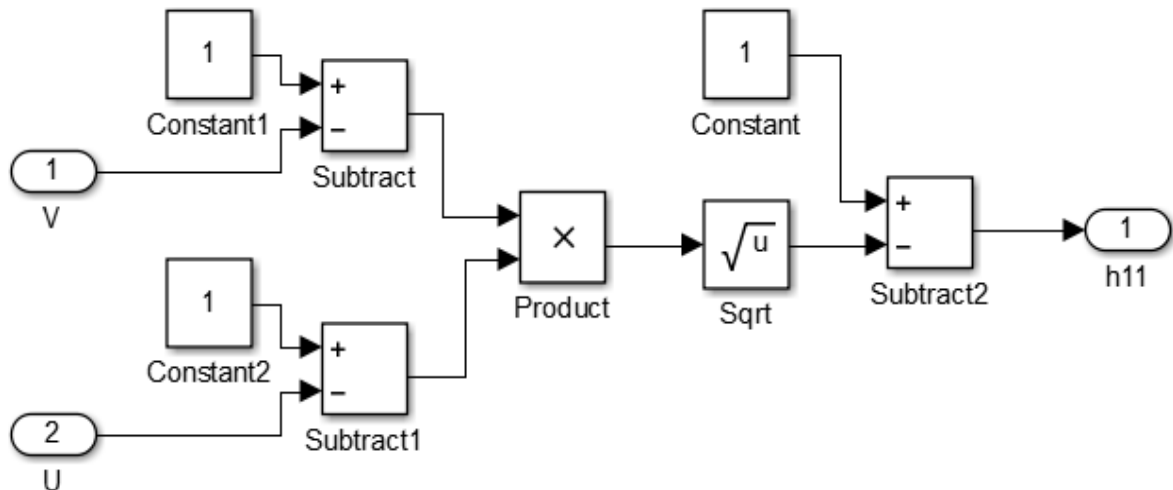 1
Constant1
+
−
Subtract
1
V
1
Constant2
+
−
Subtract1
2
U
×
Product
√u
Sqrt
1
Constant
+
−
Subtract2
1
h11